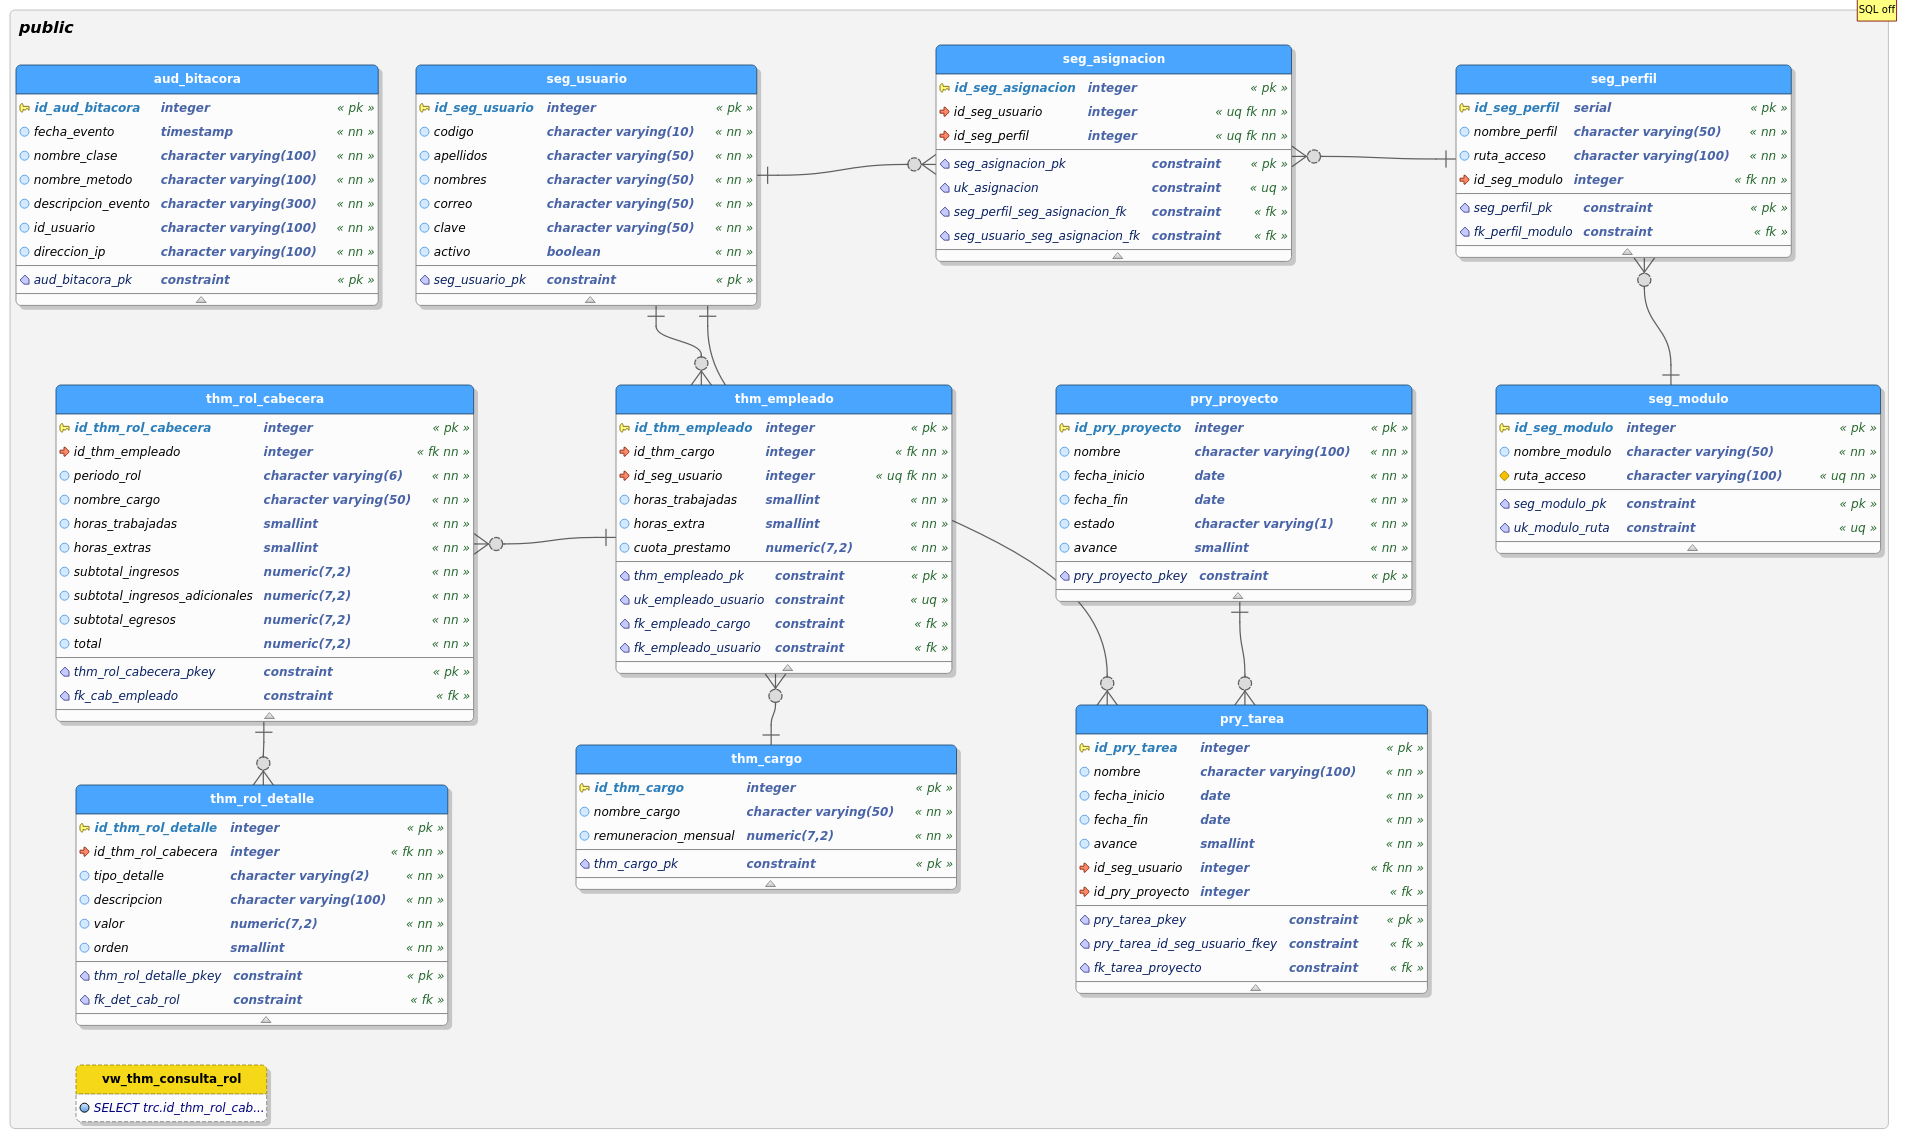 SQL off
public
aud_bitacora
id_aud_bitacora integer « pk »
fecha_evento timestamp « nn »
nombre_clase character varying(100) « nn »
nombre_metodo character varying(100) « nn »
descripcion_evento character varying(300) « nn »
id_usuario character varying(100) « nn »
direccion_ip character varying(100) « nn »
aud_bitacora_pk constraint « pk »
seg_usuario
id_seg_usuario integer « pk »
codigo character varying(10) « nn »
apellidos character varying(50) « nn »
nombres character varying(50) « nn »
correo character varying(50) « nn »
clave character varying(50) « nn »
activo boolean « nn »
seg_usuario_pk constraint « pk »
seg_asignacion
id_seg_asignacion integer « pk »
id_seg_usuario integer « uq fk nn »
id_seg_perfil integer « uq fk nn »
seg_asignacion_pk constraint « pk »
uk_asignacion constraint « uq »
seg_perfil_seg_asignacion_fk constraint « fk »
seg_usuario_seg_asignacion_fk constraint « fk »
seg_perfil
id_seg_perfil serial « pk »
nombre_perfil character varying(50) « nn »
ruta_acceso character varying(100) « nn »
id_seg_modulo integer « fk nn »
seg_perfil_pk constraint « pk »
fk_perfil_modulo constraint « fk »
thm_rol_cabecera
id_thm_rol_cabecera integer « pk »
id_thm_empleado integer « fk nn »
periodo_rol character varying(6) « nn »
nombre_cargo character varying(50) « nn »
horas_trabajadas smallint « nn »
horas_extras smallint « nn »
subtotal_ingresos numeric(7,2) « nn »
subtotal_ingresos_adicionales numeric(7,2) « nn »
subtotal_egresos numeric(7,2) « nn »
total numeric(7,2) « nn »
thm_rol_cabecera_pkey constraint « pk »
fk_cab_empleado constraint « fk »
thm_empleado
id_thm_empleado integer « pk »
id_thm_cargo integer « fk nn »
id_seg_usuario integer « uq fk nn »
horas_trabajadas smallint « nn »
horas_extra smallint « nn »
cuota_prestamo numeric(7,2) « nn »
thm_empleado_pk constraint « pk »
uk_empleado_usuario constraint « uq »
fk_empleado_cargo constraint « fk »
fk_empleado_usuario constraint « fk »
pry_proyecto
id_pry_proyecto integer « pk »
nombre character varying(100) « nn »
fecha_inicio date « nn »
fecha_fin date « nn »
estado character varying(1) « nn »
avance smallint « nn »
pry_proyecto_pkey constraint « pk »
seg_modulo
id_seg_modulo integer « pk »
nombre_modulo character varying(50) « nn »
ruta_acceso character varying(100) « uq nn »
seg_modulo_pk constraint « pk »
uk_modulo_ruta constraint « uq »
thm_rol_detalle
id_thm_rol_detalle integer « pk »
id_thm_rol_cabecera integer « fk nn »
tipo_detalle character varying(2) « nn »
descripcion character varying(100) « nn »
valor numeric(7,2) « nn »
orden smallint « nn »
thm_rol_detalle_pkey constraint « pk »
fk_det_cab_rol constraint « fk »
thm_cargo
id_thm_cargo integer « pk »
nombre_cargo character varying(50) « nn »
remuneracion_mensual numeric(7,2) « nn »
thm_cargo_pk constraint « pk »
pry_tarea
id_pry_tarea integer « pk »
nombre character varying(100) « nn »
fecha_inicio date « nn »
fecha_fin date « nn »
avance smallint « nn »
id_seg_usuario integer « fk nn »
id_pry_proyecto integer « fk »
pry_tarea_pkey constraint « pk »
pry_tarea_id_seg_usuario_fkey constraint « fk »
fk_tarea_proyecto constraint « fk »
vw_thm_consulta_rol
SELECT trc.id_thm_rol_cab...